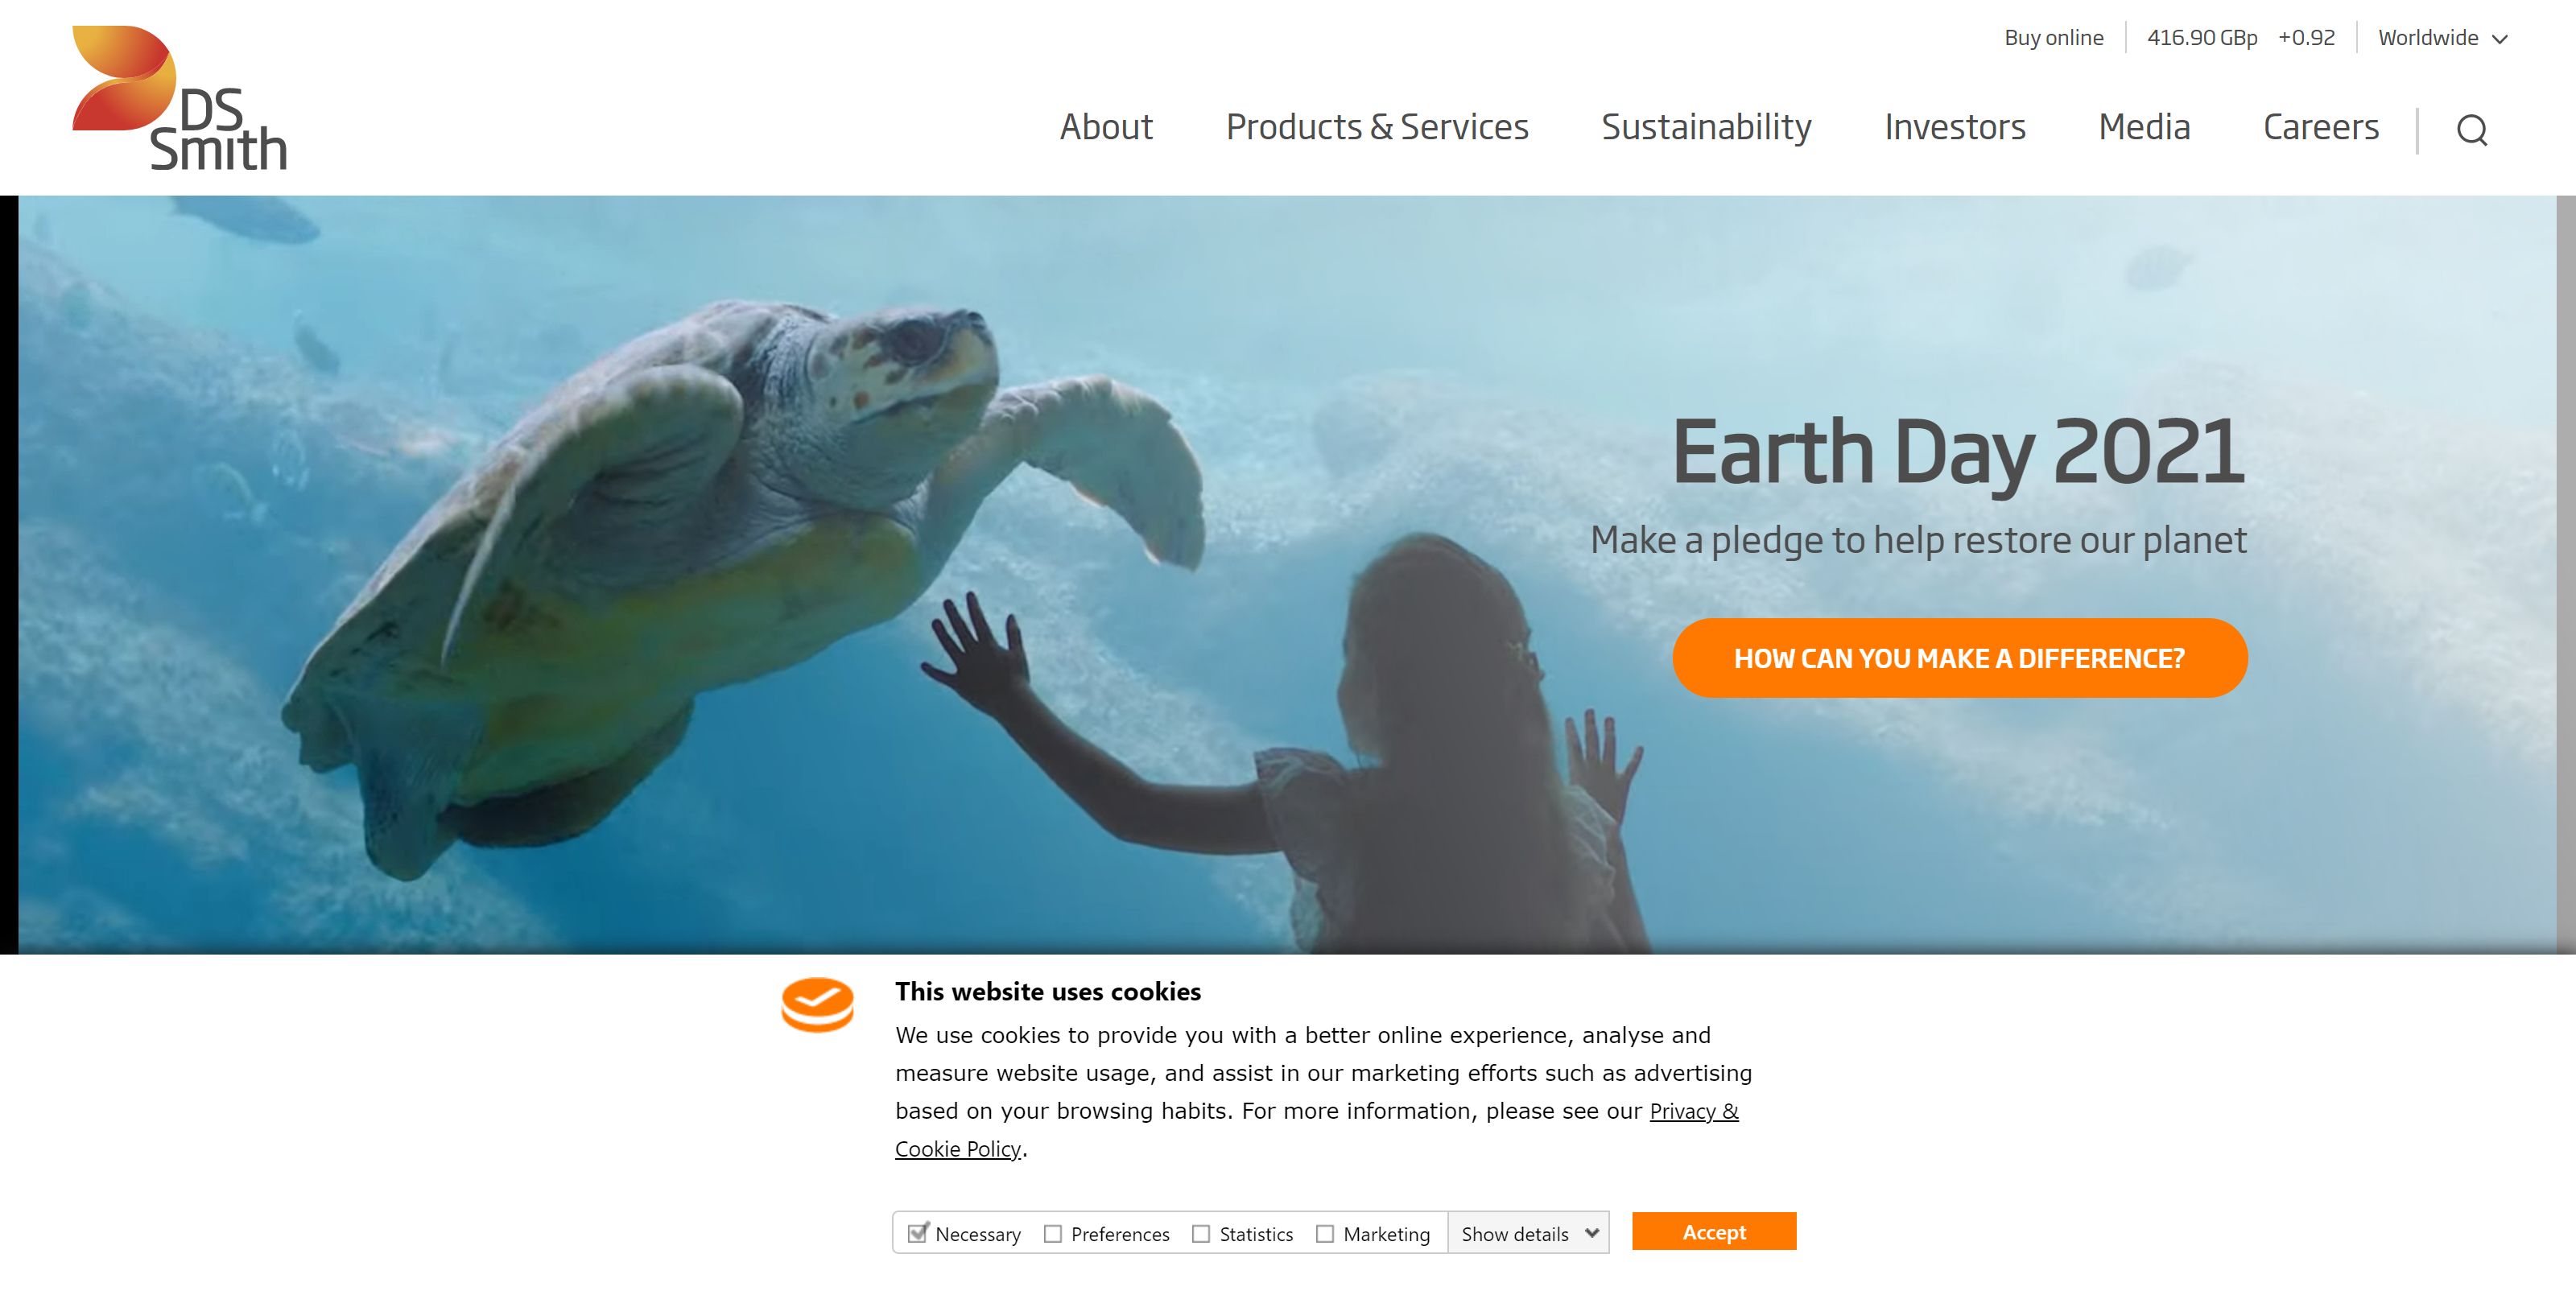 DS
Smith
Buy online
416.90 GBp +0.92
Worldwide
About
Products & Services
Sustainability
Investors
Media
Careers
Earth Day 2021
Make a pledge to help restore our planet
HOW CAN YOU MAKE A DIFFERENCE?
This website uses cookies
We use cookies to provide you with a better online experience, analyse and
measure website usage, and assist in our marketing efforts such as advertising
based on your browsing habits. For more information, please see our Privacy &
Cookie Policy.
Necessary
Preferences
Statistics
Marketing
Show details
Accept